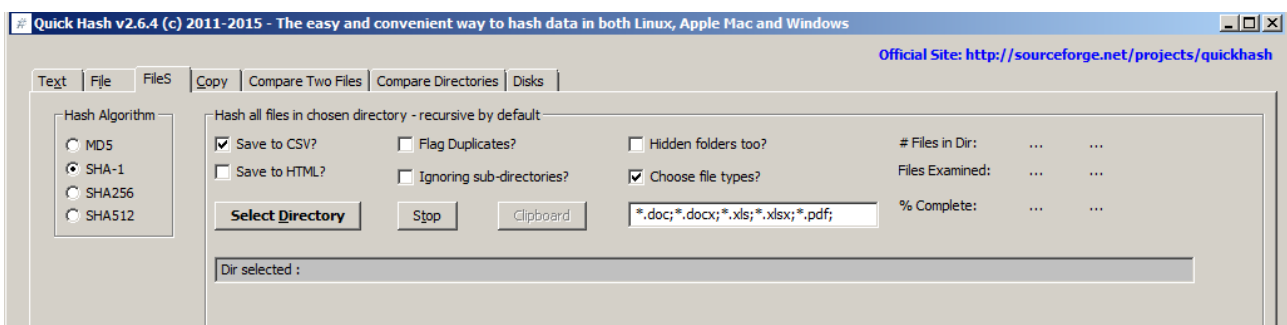 # Quick Hash v2.6.4 (c) 2011-2015 - The easy and convenient way to hash data in both Linux, Apple Mac and Windows
Official Site: http://sourceforge.net/projects/quickhash
Text File FileS Copy Compare Two Files Compare Directories Disks
Hash Algorithm
MD5
SHA-1
SHA256
SHA512
Hash all files in chosen directory - recursive by default
Save to CSV? Flag Duplicates? Hidden folders too? # Files in Dir: ... ...
Save to HTML? Ignoring sub-directories? Choose file types? Files Examined: ... ...
Select Directory Stop Clipboard *.doc;*.docx;*.xls;*.xlsx;*.pdf; % Complete: ... ...
Dir selected :